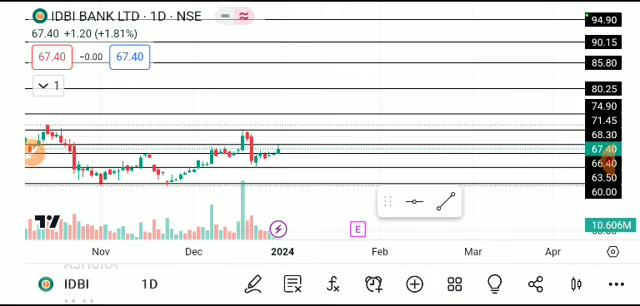 IDBI BANK LTD · 1D · NSE
67.40 +1.20 (+1.81%)
67.40 −0.00 67.40
1
94.90
90.15
85.80
80.25
74.90
71.45
68.30
67.40
66.40
63.50
60.00
10.606M
E
Nov Dec 2024 Feb Mar Apr
IDBI 1D